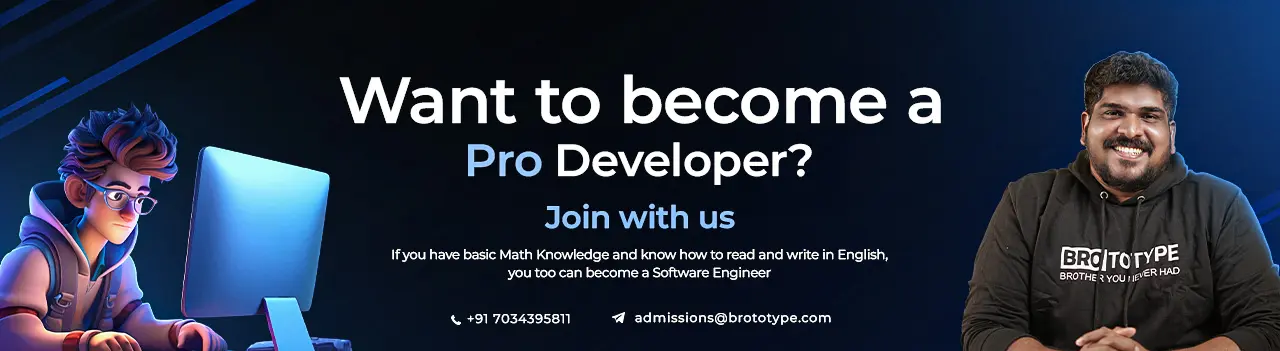 Want to become a
Pro Developer?
Join with us
If you have basic Math Knowledge and know how to read and write in English,
you too can become a Software Engineer
+91 7034395811
admissions@brototype.com
BROTOTYPE
BROTHER YOU NEVER HAD